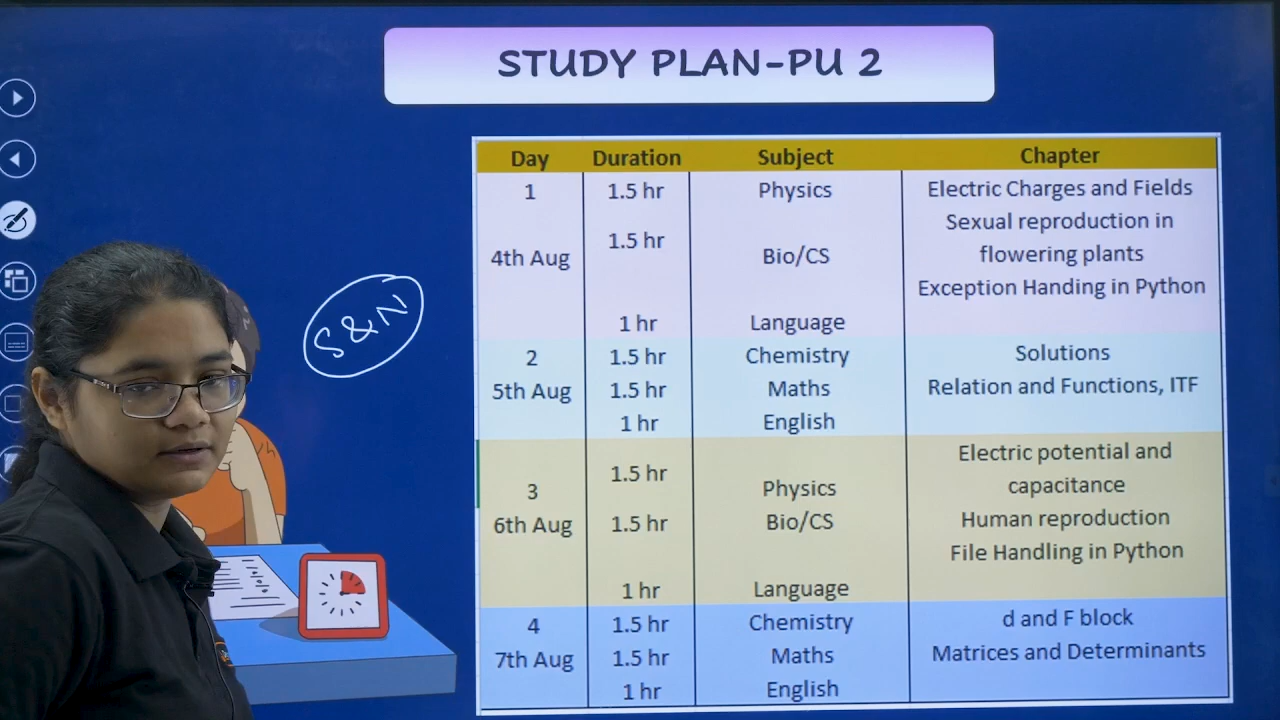 STUDY PLAN-PU 2
S&N
Day Duration Subject Chapter
1 1.5 hr Physics Electric Charges and Fields
4th Aug 1.5 hr Bio/CS Sexual reproduction in
flowering plants
Exception Handing in Python
1 hr Language
2 1.5 hr Chemistry Solutions
5th Aug 1.5 hr Maths Relation and Functions, ITF
1 hr English
3 1.5 hr Physics Electric potential and
capacitance
6th Aug 1.5 hr Bio/CS Human reproduction
File Handling in Python
1 hr Language
4 1.5 hr Chemistry d and F block
7th Aug 1.5 hr Maths Matrices and Determinants
1 hr English